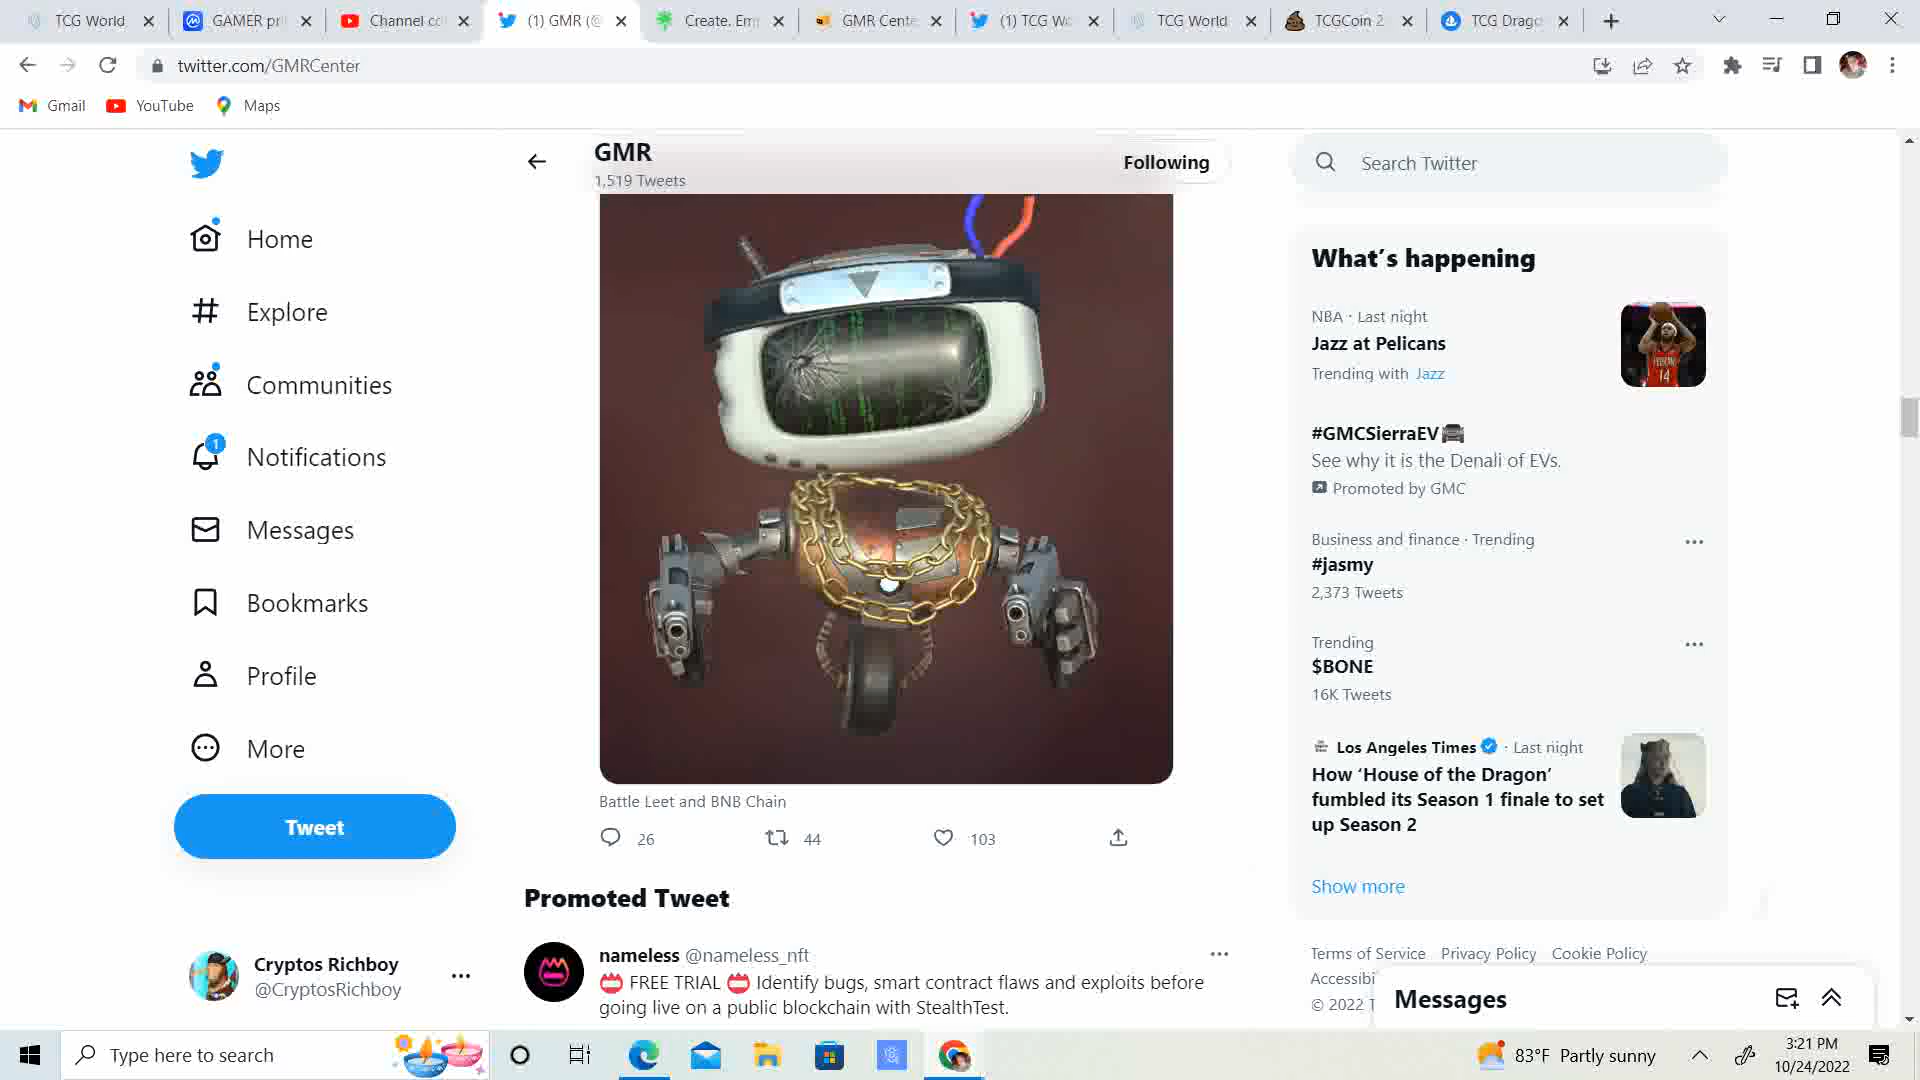 TCG World
GAMER pri
Channel co
(1) GMR (@
Create. Emp
GMR Cente
(1) TCG Wo
TCG World
TCGCoin 2
TCG Drago
twitter.com/GMRCenter
Gmail
YouTube
Maps
GMR
1,519 Tweets
Following
Search Twitter
Home
Explore
Communities
1
Notifications
Messages
Bookmarks
Profile
More
Tweet
Cryptos Richboy
@CryptosRichboy
Battle Leet and BNB Chain
26
44
103
Promoted Tweet
nameless @nameless_nft
FREE TRIAL Identify bugs, smart contract flaws and exploits before
going live on a public blockchain with StealthTest.
What's happening
NBA · Last night
Jazz at Pelicans
Trending with Jazz
14
#GMCSierraEV
See why it is the Denali of EVs.
Promoted by GMC
Business and finance · Trending
#jasmy
2,373 Tweets
Trending
$BONE
16K Tweets
Los Angeles Times · Last night
How ‘House of the Dragon’
fumbled its Season 1 finale to set
up Season 2
Show more
Terms of Service Privacy Policy Cookie Policy
Accessibi
© 2022 T
Messages
Type here to search
83°F Partly sunny
3:21 PM
10/24/2022